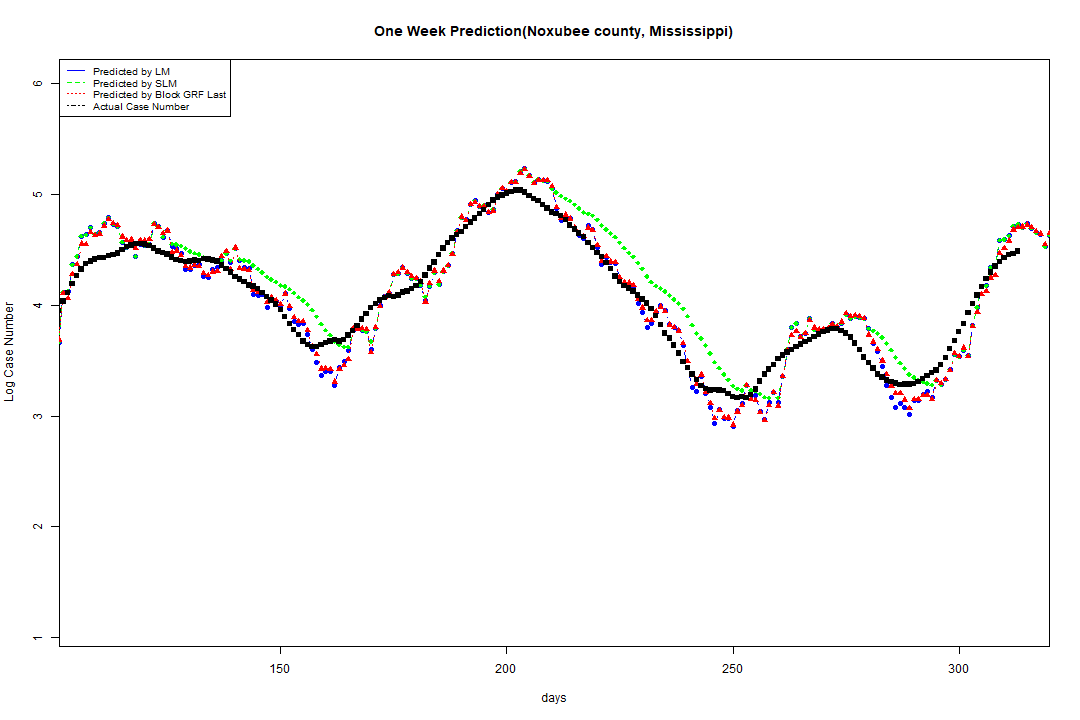 One Week Prediction(Noxubee county, Mississippi)
Predicted by LM
Predicted by SLM
Predicted by Block GRF Last
Actual Case Number
6
5
4
3
2
1
Log Case Number
150 200 250 300
days